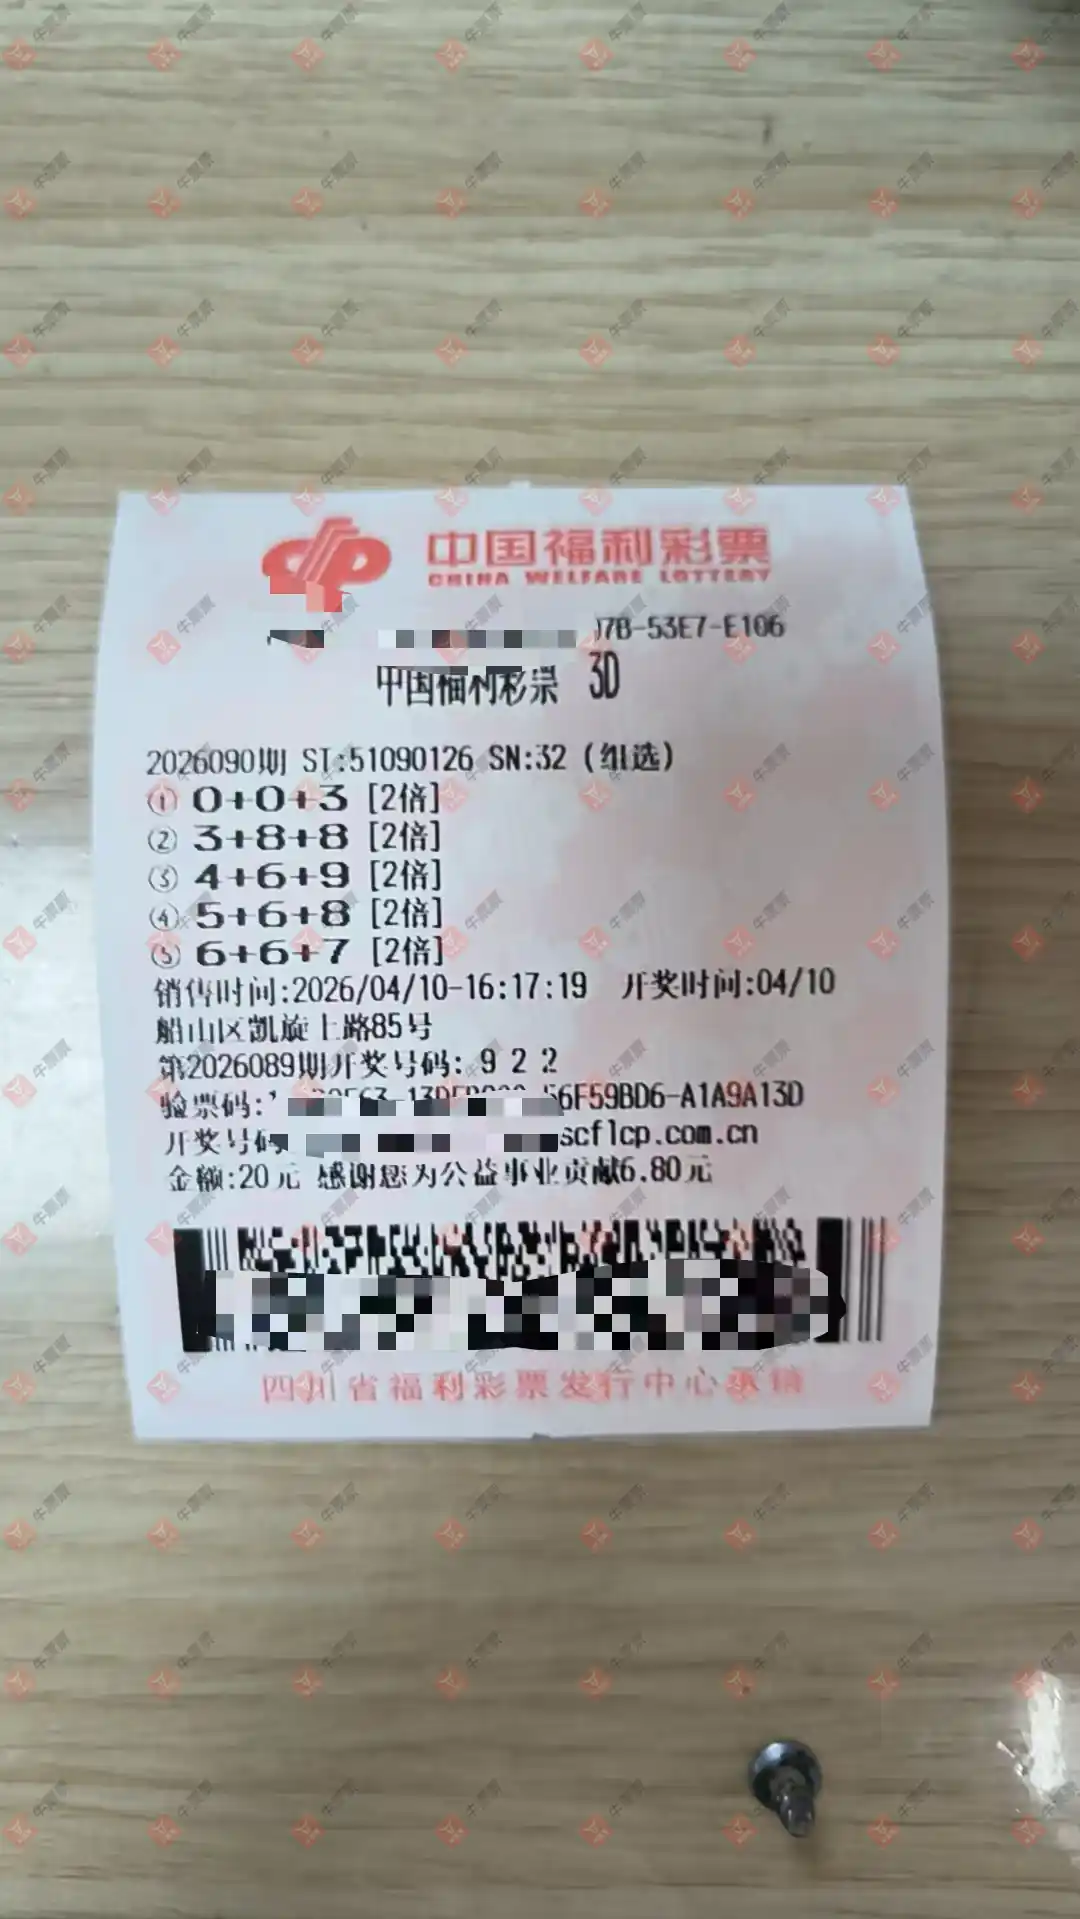 中国福利彩票
CHINA WELFARE LOTTERY
7B-53E7-E106
中国福利彩票 3D
2026090期 ST:51090126 SN:32 (组选)
① 0+0+3 [2倍]
② 3+8+8 [2倍]
③ 4+6+9 [2倍]
④ 5+6+8 [2倍]
⑤ 6+6+7 [2倍]
销售时间:2026/04/10-16:17:19 开奖时间:04/10
船山区凯旋上路85号
第2026089期开奖号码: 9 2 2
验票码: 6F59BD6-A1A9A13D
开奖号码 scflcp.com.cn
金额:20元 感谢您为公益事业贡献6.80元
四川省福利彩票发行中心承销
牛票票